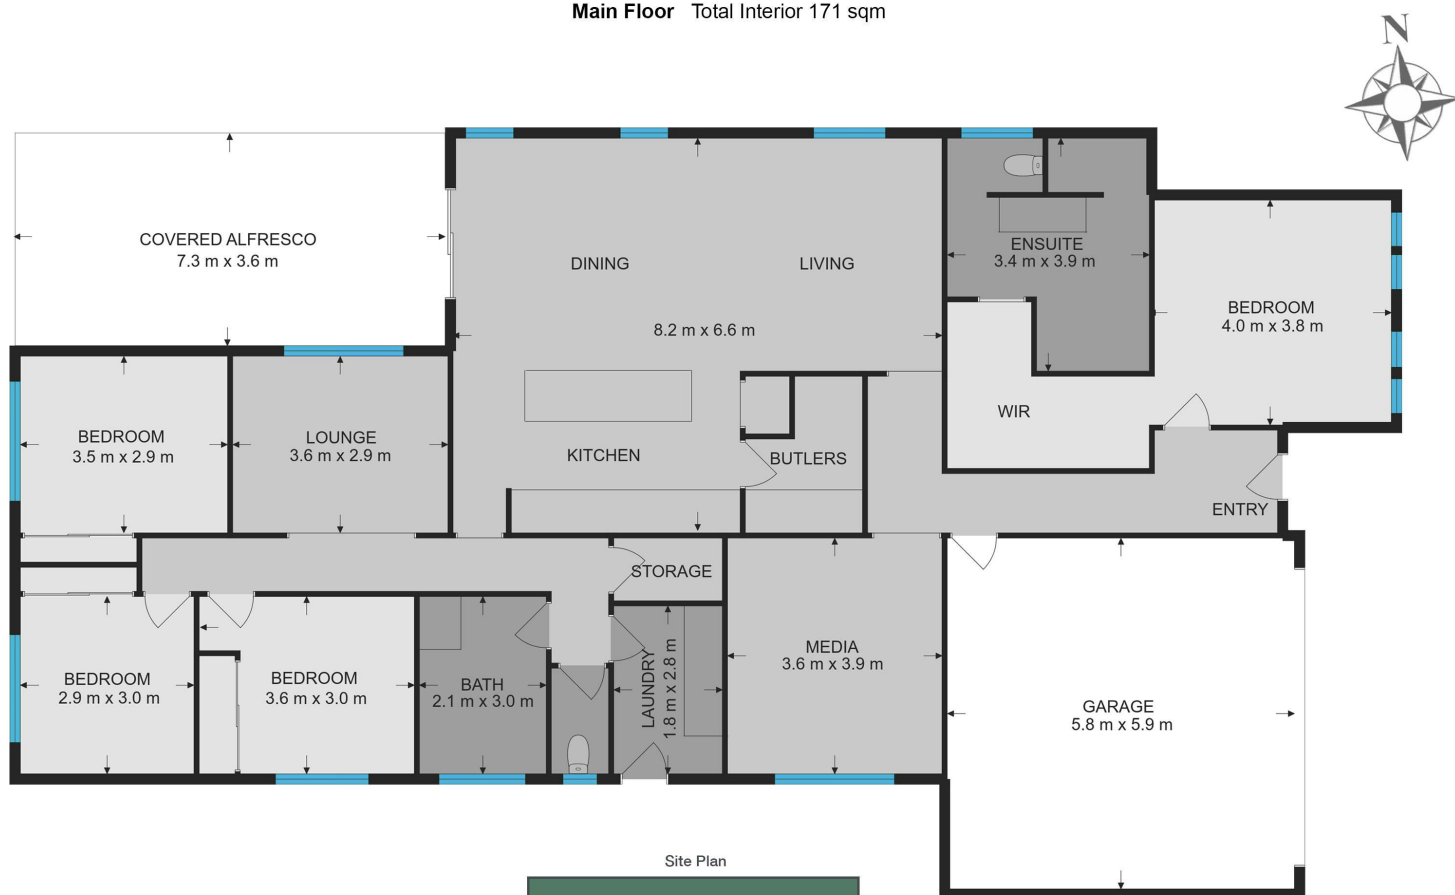 Main Floor Total Interior 171 sqm
N
COVERED ALFRESCO
7.3 m x 3.6 m
DINING
LIVING
8.2 m x 6.6 m
ENSUITE
3.4 m x 3.9 m
BEDROOM
4.0 m x 3.8 m
BEDROOM
3.5 m x 2.9 m
LOUNGE
3.6 m x 2.9 m
KITCHEN
BUTLERS
WIR
ENTRY
STORAGE
BEDROOM
2.9 m x 3.0 m
BEDROOM
3.6 m x 3.0 m
BATH
2.1 m x 3.0 m
LAUNDRY
1.8 m x 2.8 m
MEDIA
3.6 m x 3.9 m
GARAGE
5.8 m x 5.9 m
Site Plan